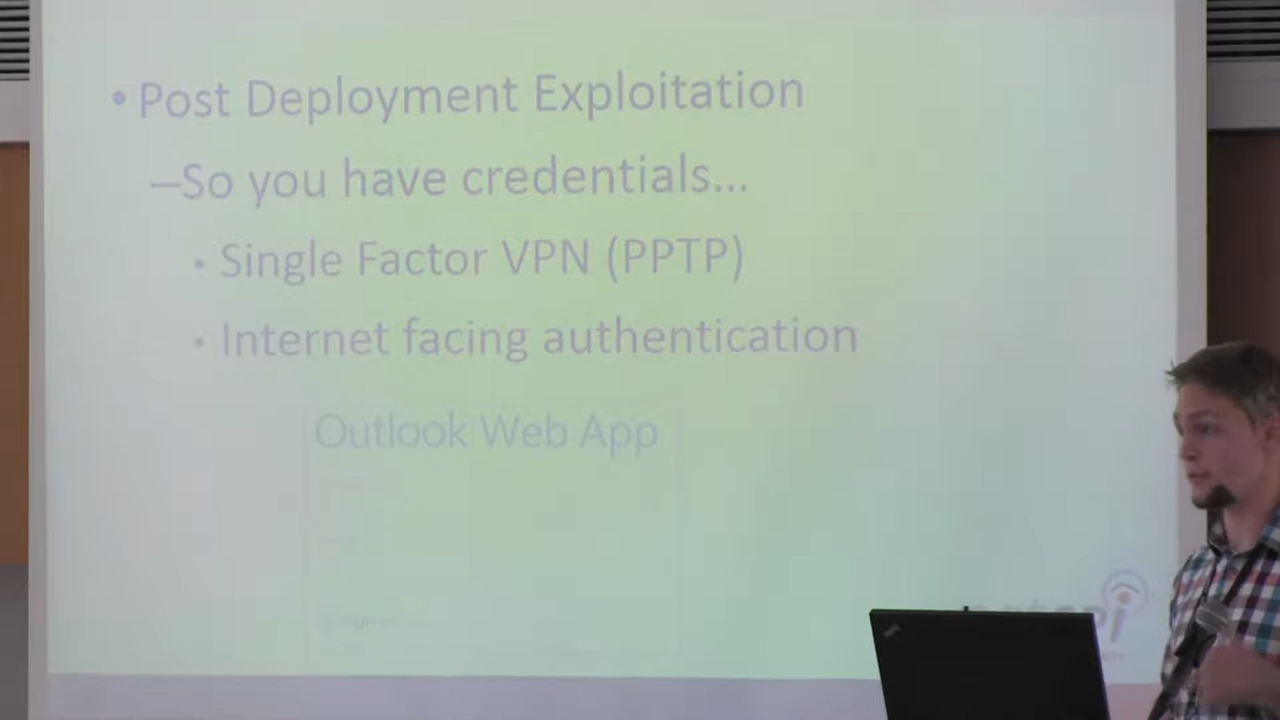 • Post Deployment Exploitation
–So you have credentials...
• Single Factor VPN (PPTP)
• Internet facing authentication
Outlook Web App